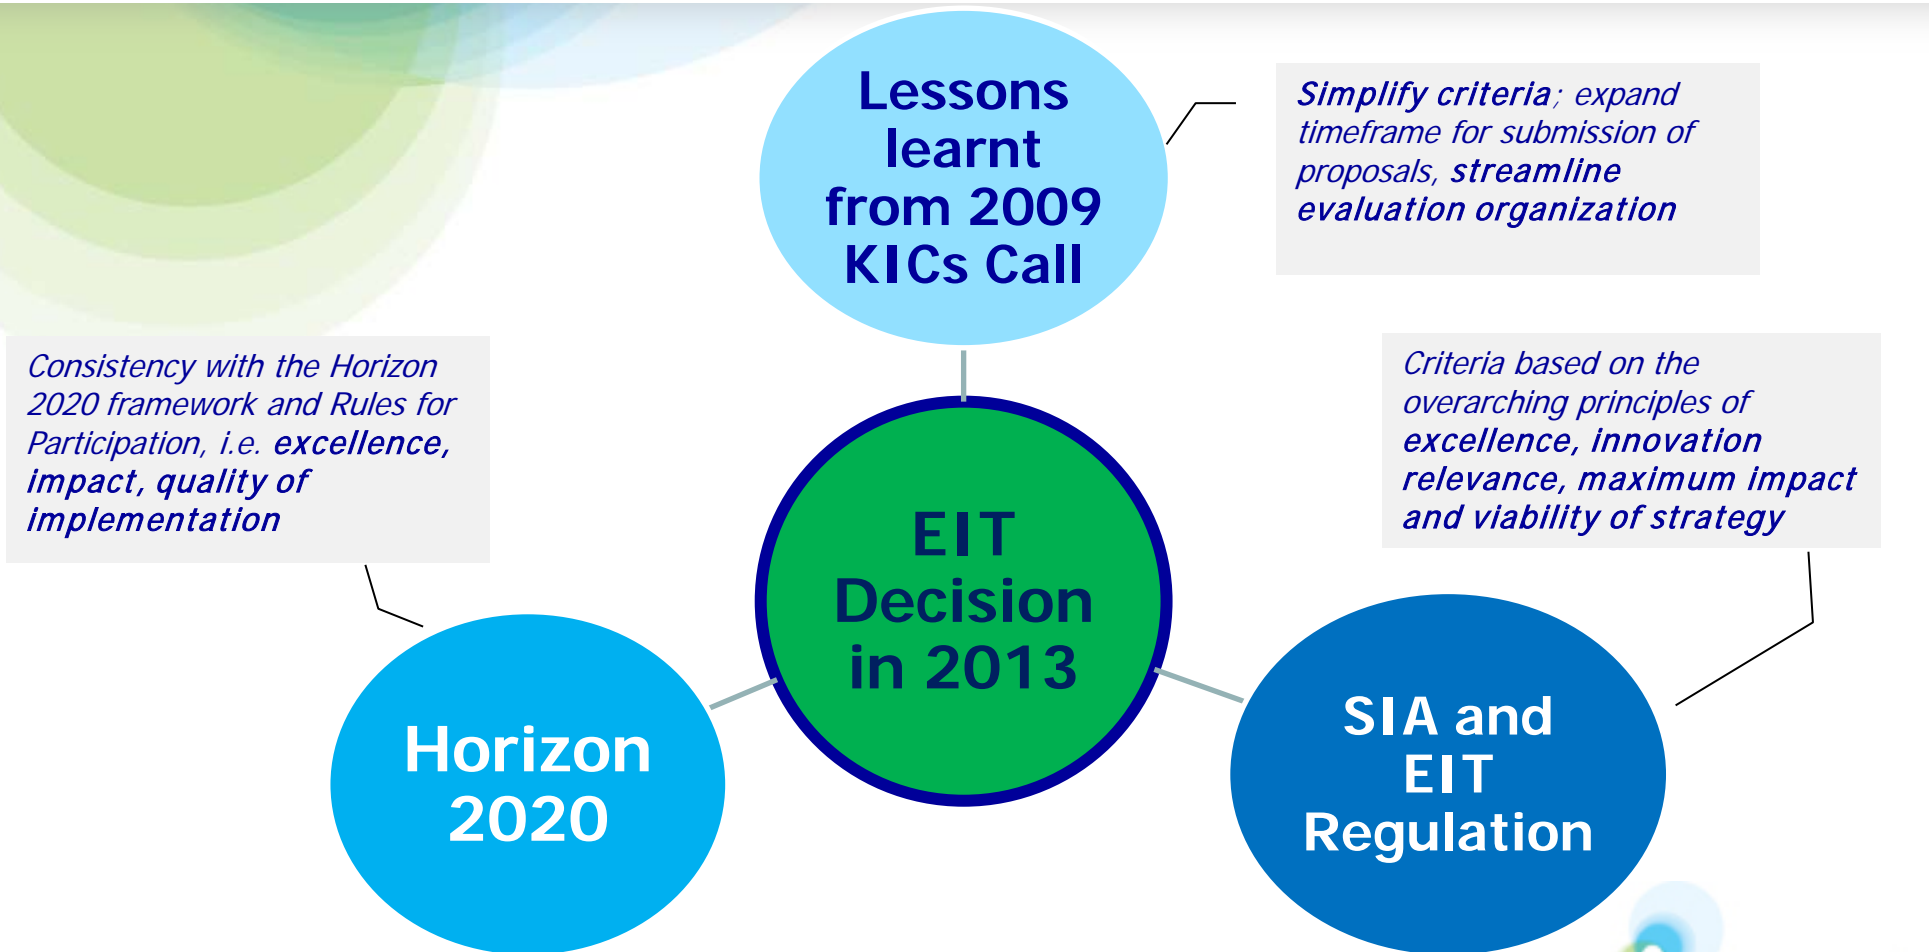 Lessons
learnt
from 2009
KICs Call
Simplify criteria; expand
timeframe for submission of
proposals, streamline
evaluation organization
Consistency with the Horizon
2020 framework and Rules for
Participation, i.e. excellence,
impact, quality of
implementation
Criteria based on the
overarching principles of
excellence, innovation
relevance, maximum impact
and viability of strategy
EIT
Decision
in 2013
Horizon
2020
SIA and
EIT
Regulation